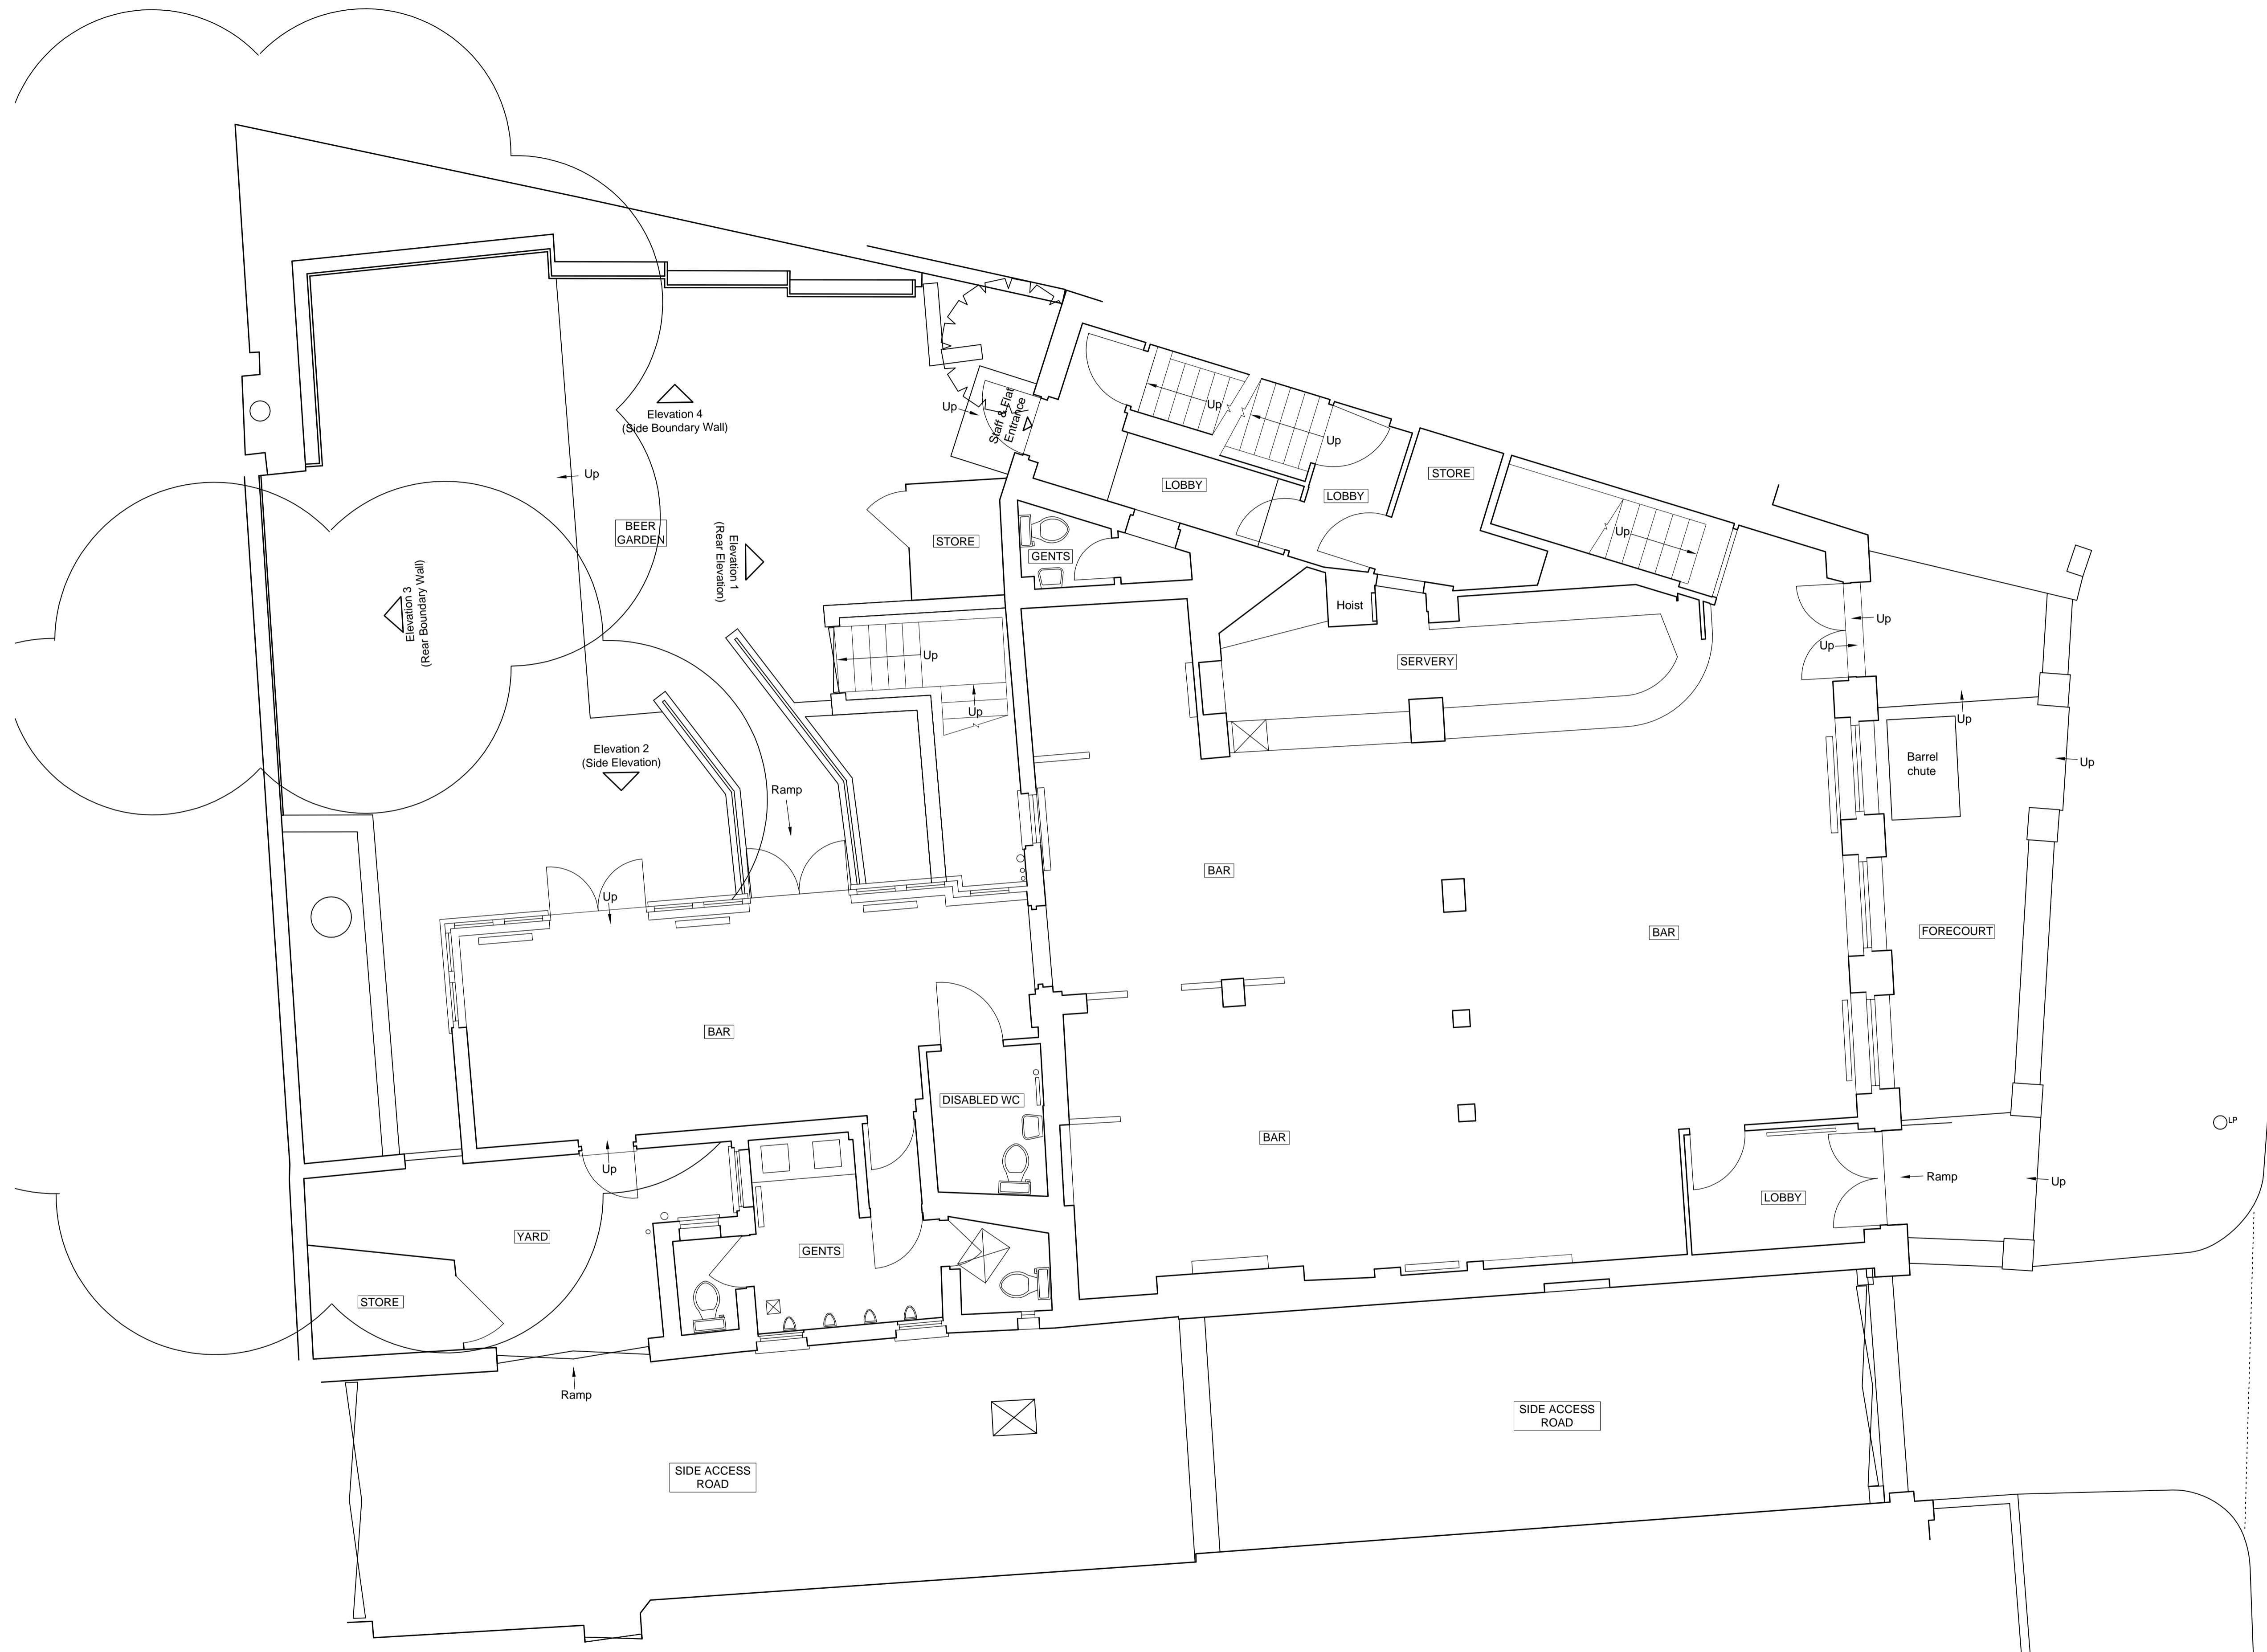 Elevation 4
(Side Boundary Wall)
Up
Staff & Flat
Entrance
Up
Up
Up
BEER
GARDEN
Elevation 1
(Rear Elevation)
STORE
GENTS
LOBBY
LOBBY
STORE
Up
Elevation 3
(Rear Boundary Wall)
Hoist
SERVERY
Up
Up
Up
Up
Up
Elevation 2
(Side Elevation)
Ramp
Barrel
chute
Up
Up
BAR
BAR
FORECOURT
BAR
DISABLED WC
BAR
LP
Up
LOBBY
Ramp
Up
YARD
GENTS
STORE
Ramp
SIDE ACCESS
ROAD
SIDE ACCESS
ROAD